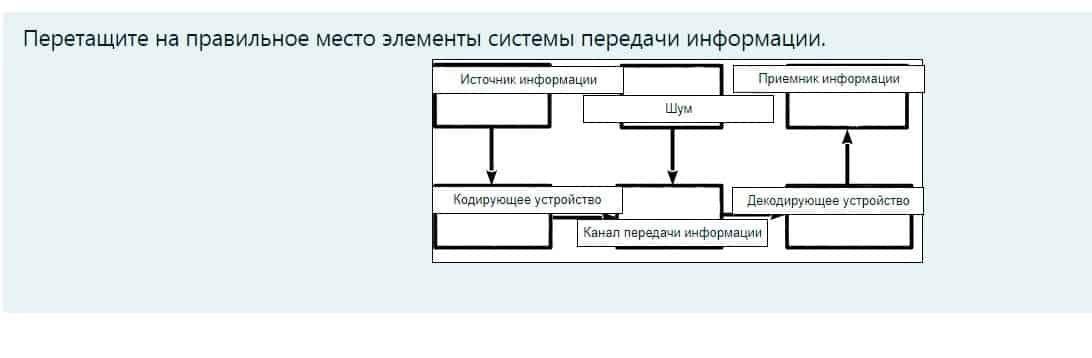 Перетащите на правильное место элементы системы передачи информации.
Источник информации
Приемник информации
Шум
Кодирующее устройство
Декодирующее устройство
Канал передачи информации